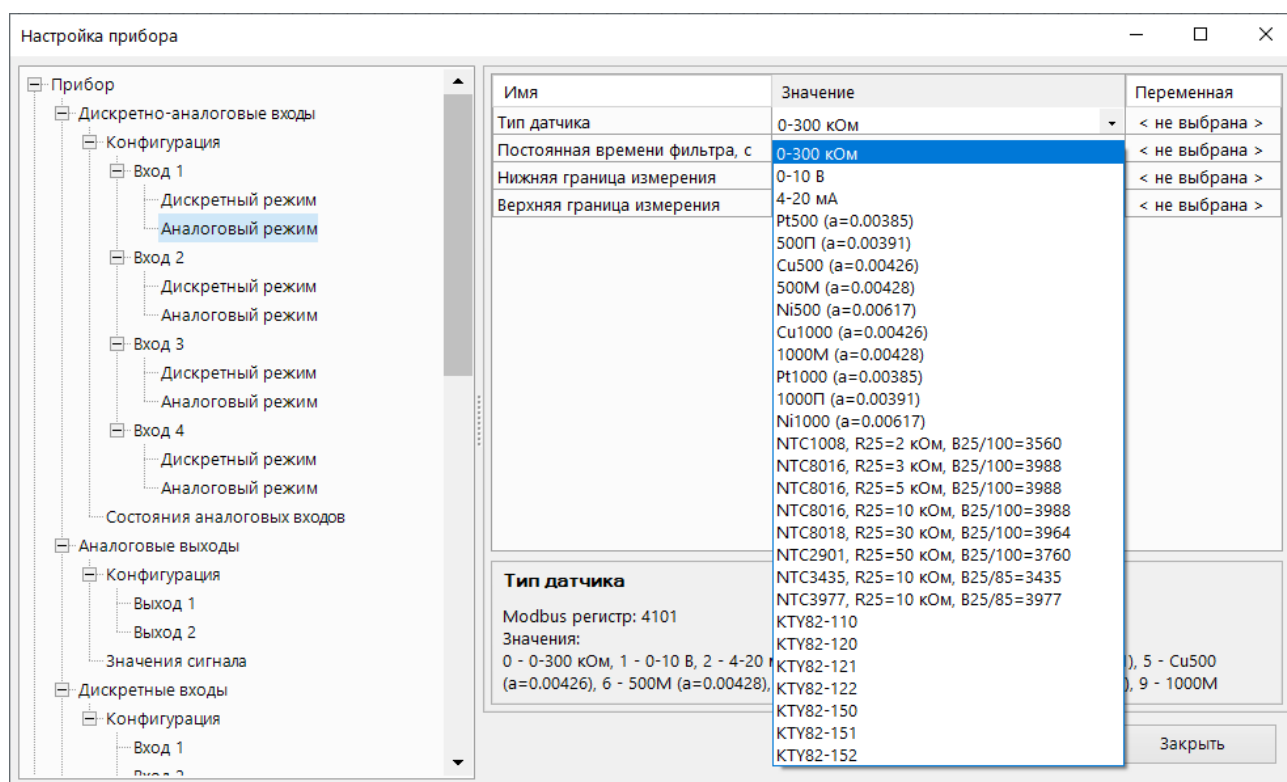 Настройка прибора
Прибор
Дискретно-аналоговые входы
Конфигурация
Вход 1
Дискретный режим
Аналоговый режим
Вход 2
Дискретный режим
Аналоговый режим
Вход 3
Дискретный режим
Аналоговый режим
Вход 4
Дискретный режим
Аналоговый режим
Состояния аналоговых входов
Аналоговые выходы
Конфигурация
Выход 1
Выход 2
Значения сигнала
Дискретные входы
Конфигурация
Вход 1
Вход 2
Имя Значение Переменная
Тип датчика 0-300 кОм < не выбрана >
Постоянная времени фильтра, с < не выбрана >
Нижняя граница измерения < не выбрана >
Верхняя граница измерения < не выбрана >
0-300 кОм
0-10 В
4-20 мА
Pt500 (a=0.00385)
500П (a=0.00391)
Cu500 (a=0.00426)
500М (a=0.00428)
Ni500 (a=0.00617)
Cu1000 (a=0.00426)
1000М (a=0.00428)
Pt1000 (a=0.00385)
1000П (a=0.00391)
Ni1000 (a=0.00617)
NTC1008, R25=2 кОм, B25/100=3560
NTC8016, R25=3 кОм, B25/100=3988
NTC8016, R25=5 кОм, B25/100=3988
NTC8016, R25=10 кОм, B25/100=3988
NTC8018, R25=30 кОм, B25/100=3964
NTC2901, R25=50 кОм, B25/100=3760
NTC3435, R25=10 кОм, B25/85=3435
NTC3977, R25=10 кОм, B25/85=3977
KTY82-110
KTY82-120
KTY82-121
KTY82-122
KTY82-150
KTY82-151
KTY82-152
Тип датчика
Modbus регистр: 4101
Значения:
0 - 0-300 кОм, 1 - 0-10 В, 2 - 4-20 ), 5 - Cu500
(a=0.00426), 6 - 500М (a=0.00428), ), 9 - 1000М
Закрыть